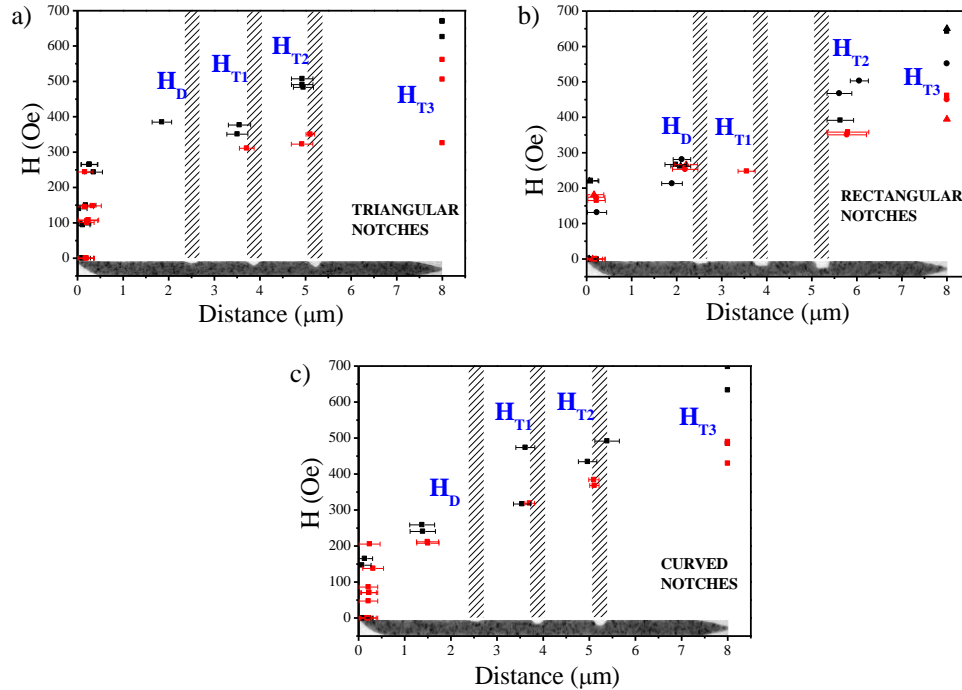 a)
H (Oe)
700
600
500
400
300
200
100
0
H_D
H_T1
H_T2
H_T3
TRIANGULAR
NOTCHES
0 1 2 3 4 5 6 7 8
Distance (μm)
b)
H (Oe)
700
600
500
400
300
200
100
0
H_D
H_T1
H_T2
H_T3
RECTANGULAR
NOTCHES
0 1 2 3 4 5 6 7 8
Distance (μm)
c)
H (Oe)
700
600
500
400
300
200
100
0
H_D
H_T1
H_T2
H_T3
CURVED
NOTCHES
0 1 2 3 4 5 6 7 8
Distance (μm)